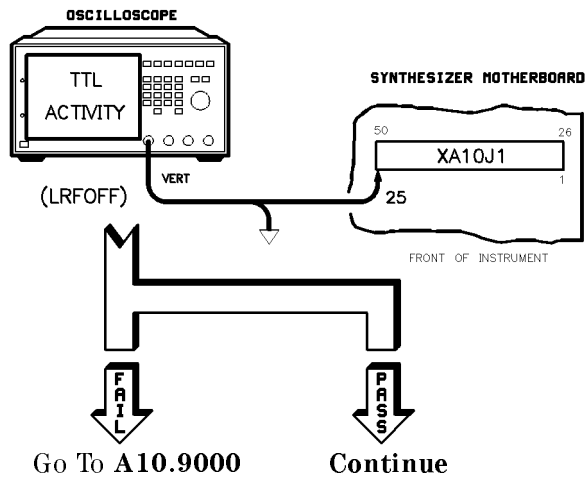 OSCILLOSCOPE
TTL
ACTIVITY
SYNTHESIZER MOTHERBOARD
50
26
XA10J1
1
VERT
25
(LRFOFF)
FRONT OF INSTRUMENT
FAIL
PASS
Go To A10.9000
Continue